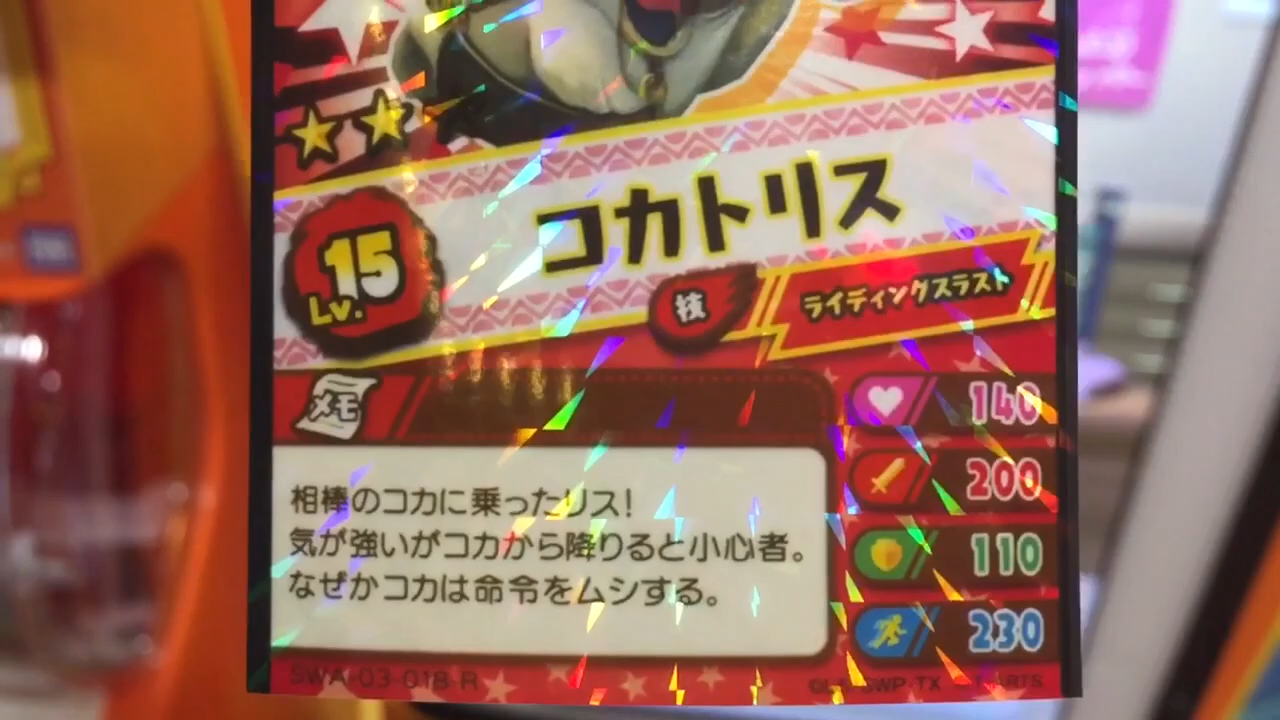 コカトリス
Lv.15
技
ライディングスラスト
メモ
相棒のコカに乗ったリス!
気が強いがコカから降りると小心者。
なぜかコカは命令をムシする。
140
200
110
230
SWA-03-018-R